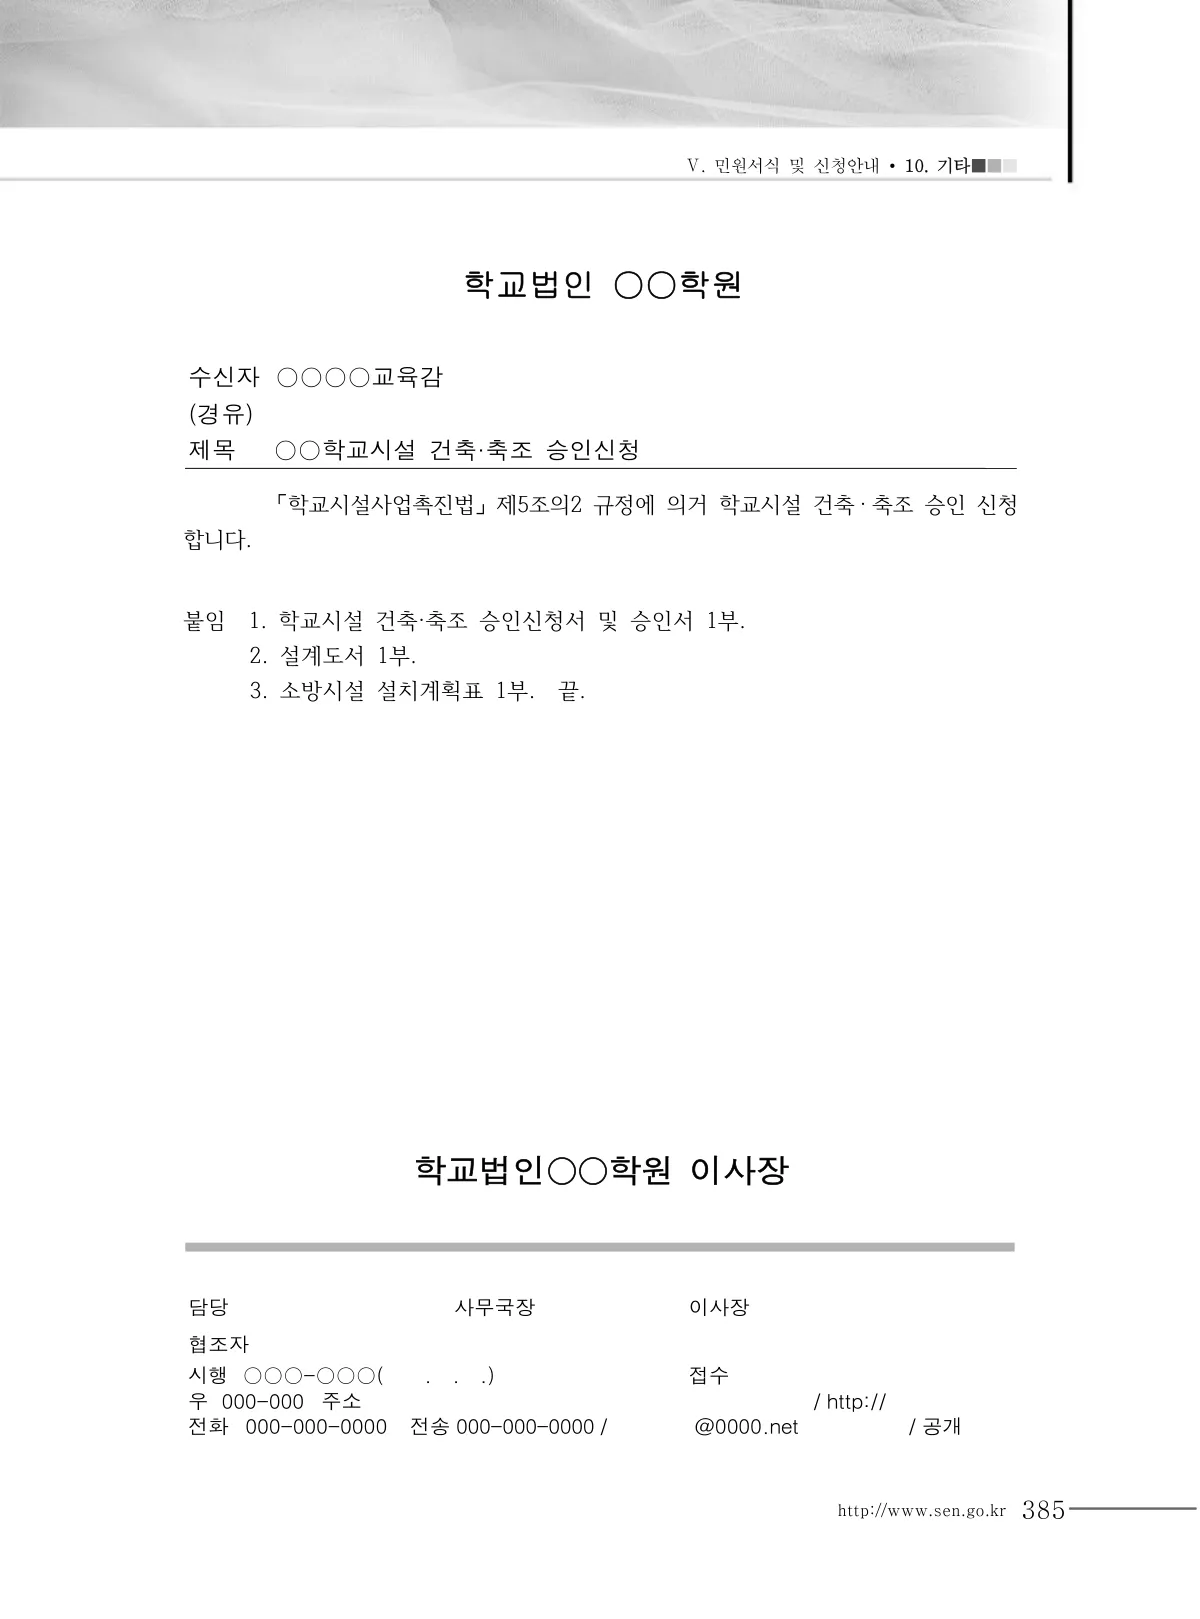 Ⅴ. 민원서식 및 신청안내 • 10. 기타
학교법인 ○○학원
수신자 ○○○○교육감
(경유)
제목 ○○학교시설 건축·축조 승인신청
「학교시설사업촉진법」제5조의2 규정에 의거 학교시설 건축·축조 승인 신청
합니다.
붙임 1. 학교시설 건축·축조 승인신청서 및 승인서 1부.
2. 설계도서 1부.
3. 소방시설 설치계획표 1부. 끝.
학교법인○○학원 이사장
담당 사무국장 이사장
협조자
시행 ○○○-○○○( . . .) 접수
우 000-000 주소 / http://
전화 000-000-0000 전송 000-000-0000 / @0000.net / 공개
http://www.sen.go.kr 385